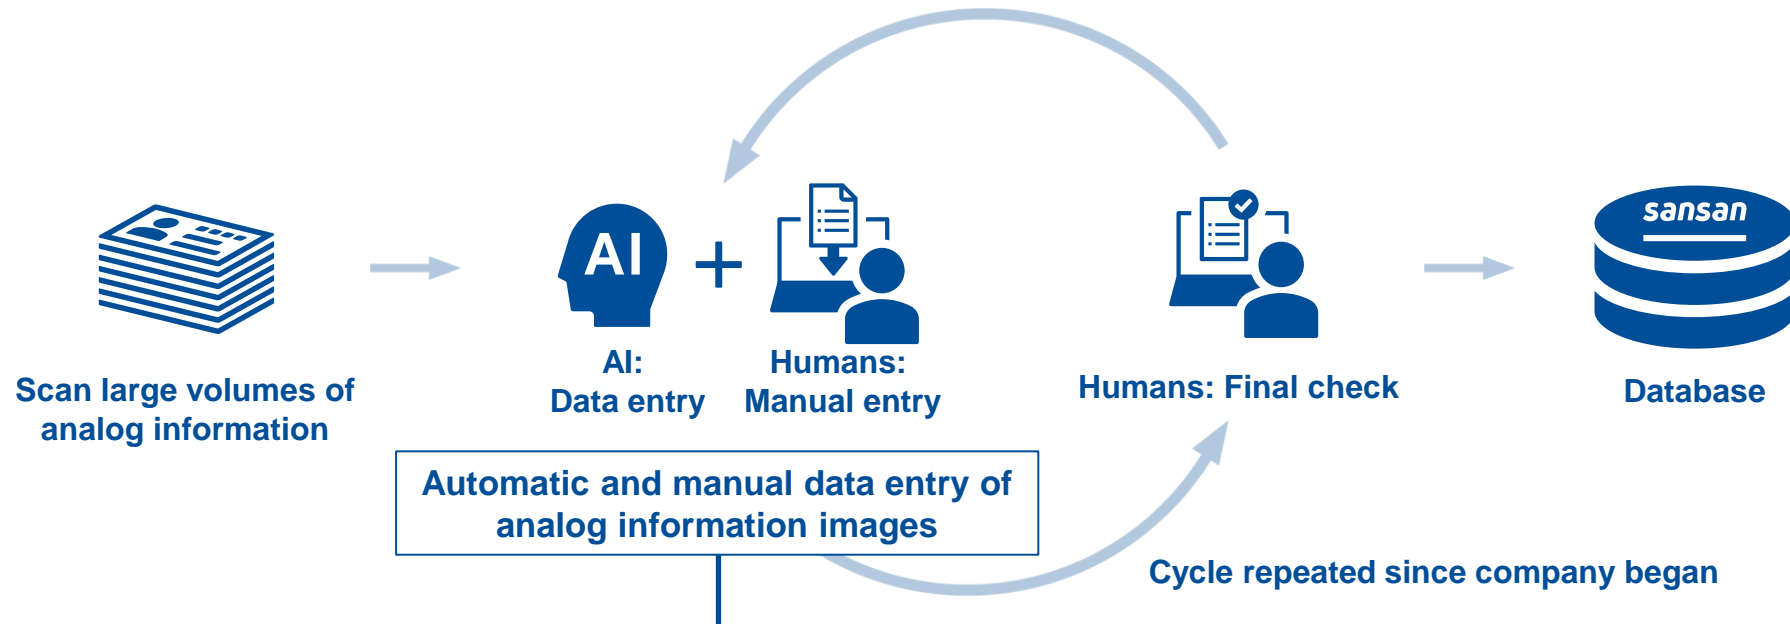 sansan
AI
Scan large volumes of
analog information
AI:
Data entry
Humans:
Manual entry
Humans: Final check
Database
Automatic and manual data entry of
analog information images
Cycle repeated since company began